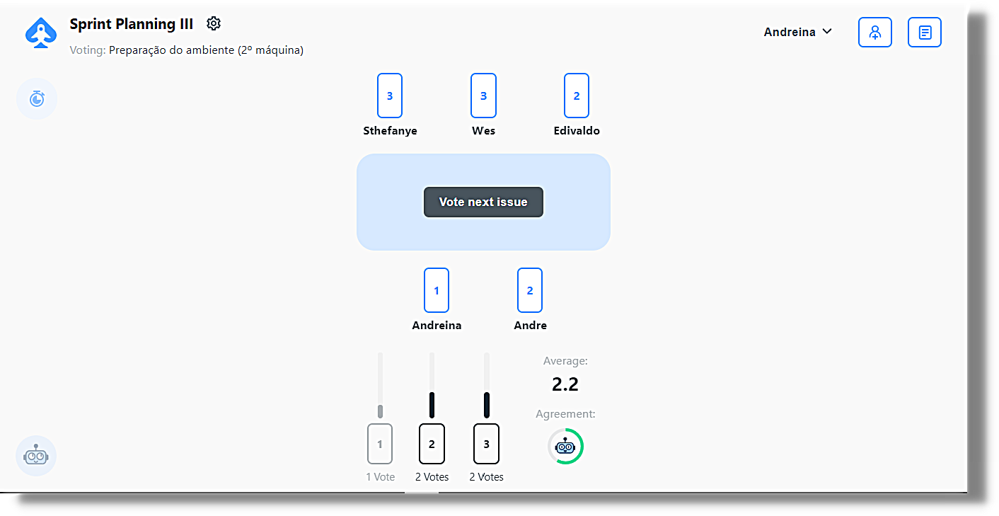 Sprint Planning III
Andreina
Voting: Preparação do ambiente (2º máquina)
3 3 2
Sthefanye Wes Edivaldo
Vote next issue
1 2
Andreina Andre
Average:
2.2
Agreement:
1 2 3
1 Vote 2 Votes 2 Votes